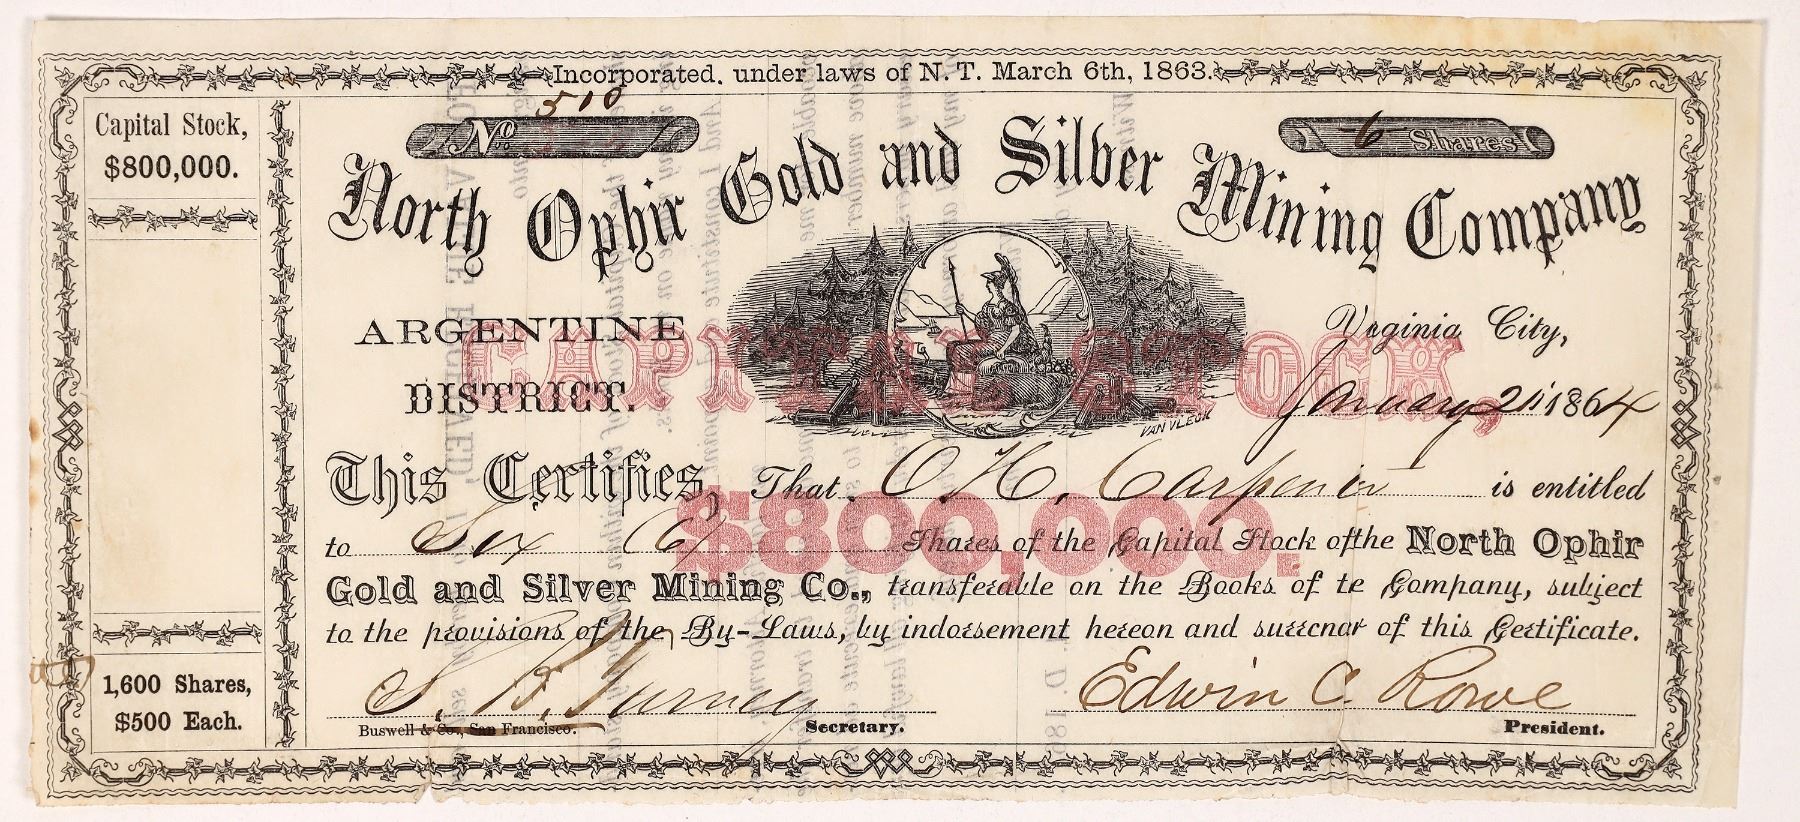 Incorporated. under laws of N. T. March 6th, 1863.
Capital Stock,
$800,000.
No. 510
6 Shares
North Ophir Gold and Silver Mining Company
ARGENTINE
DISTRICT.
Virginia City,
January 21 1864
CAPITAL STOCK,
$800,000.
VAN VLECK
This Certifies, That O H. Carpenter is entitled
to Six (6) Shares of the Capital Stock ofthe North Ophir
Gold and Silver Mining Co., transferable on the Books of te Company, subject
to the provisions of the By-Laws, by indorsement hereon and surrender of this Certificate.
1,600 Shares,
$500 Each.
Edwin C. Rowe
Buswell & Co., San Francisco.
Secretary.
President.